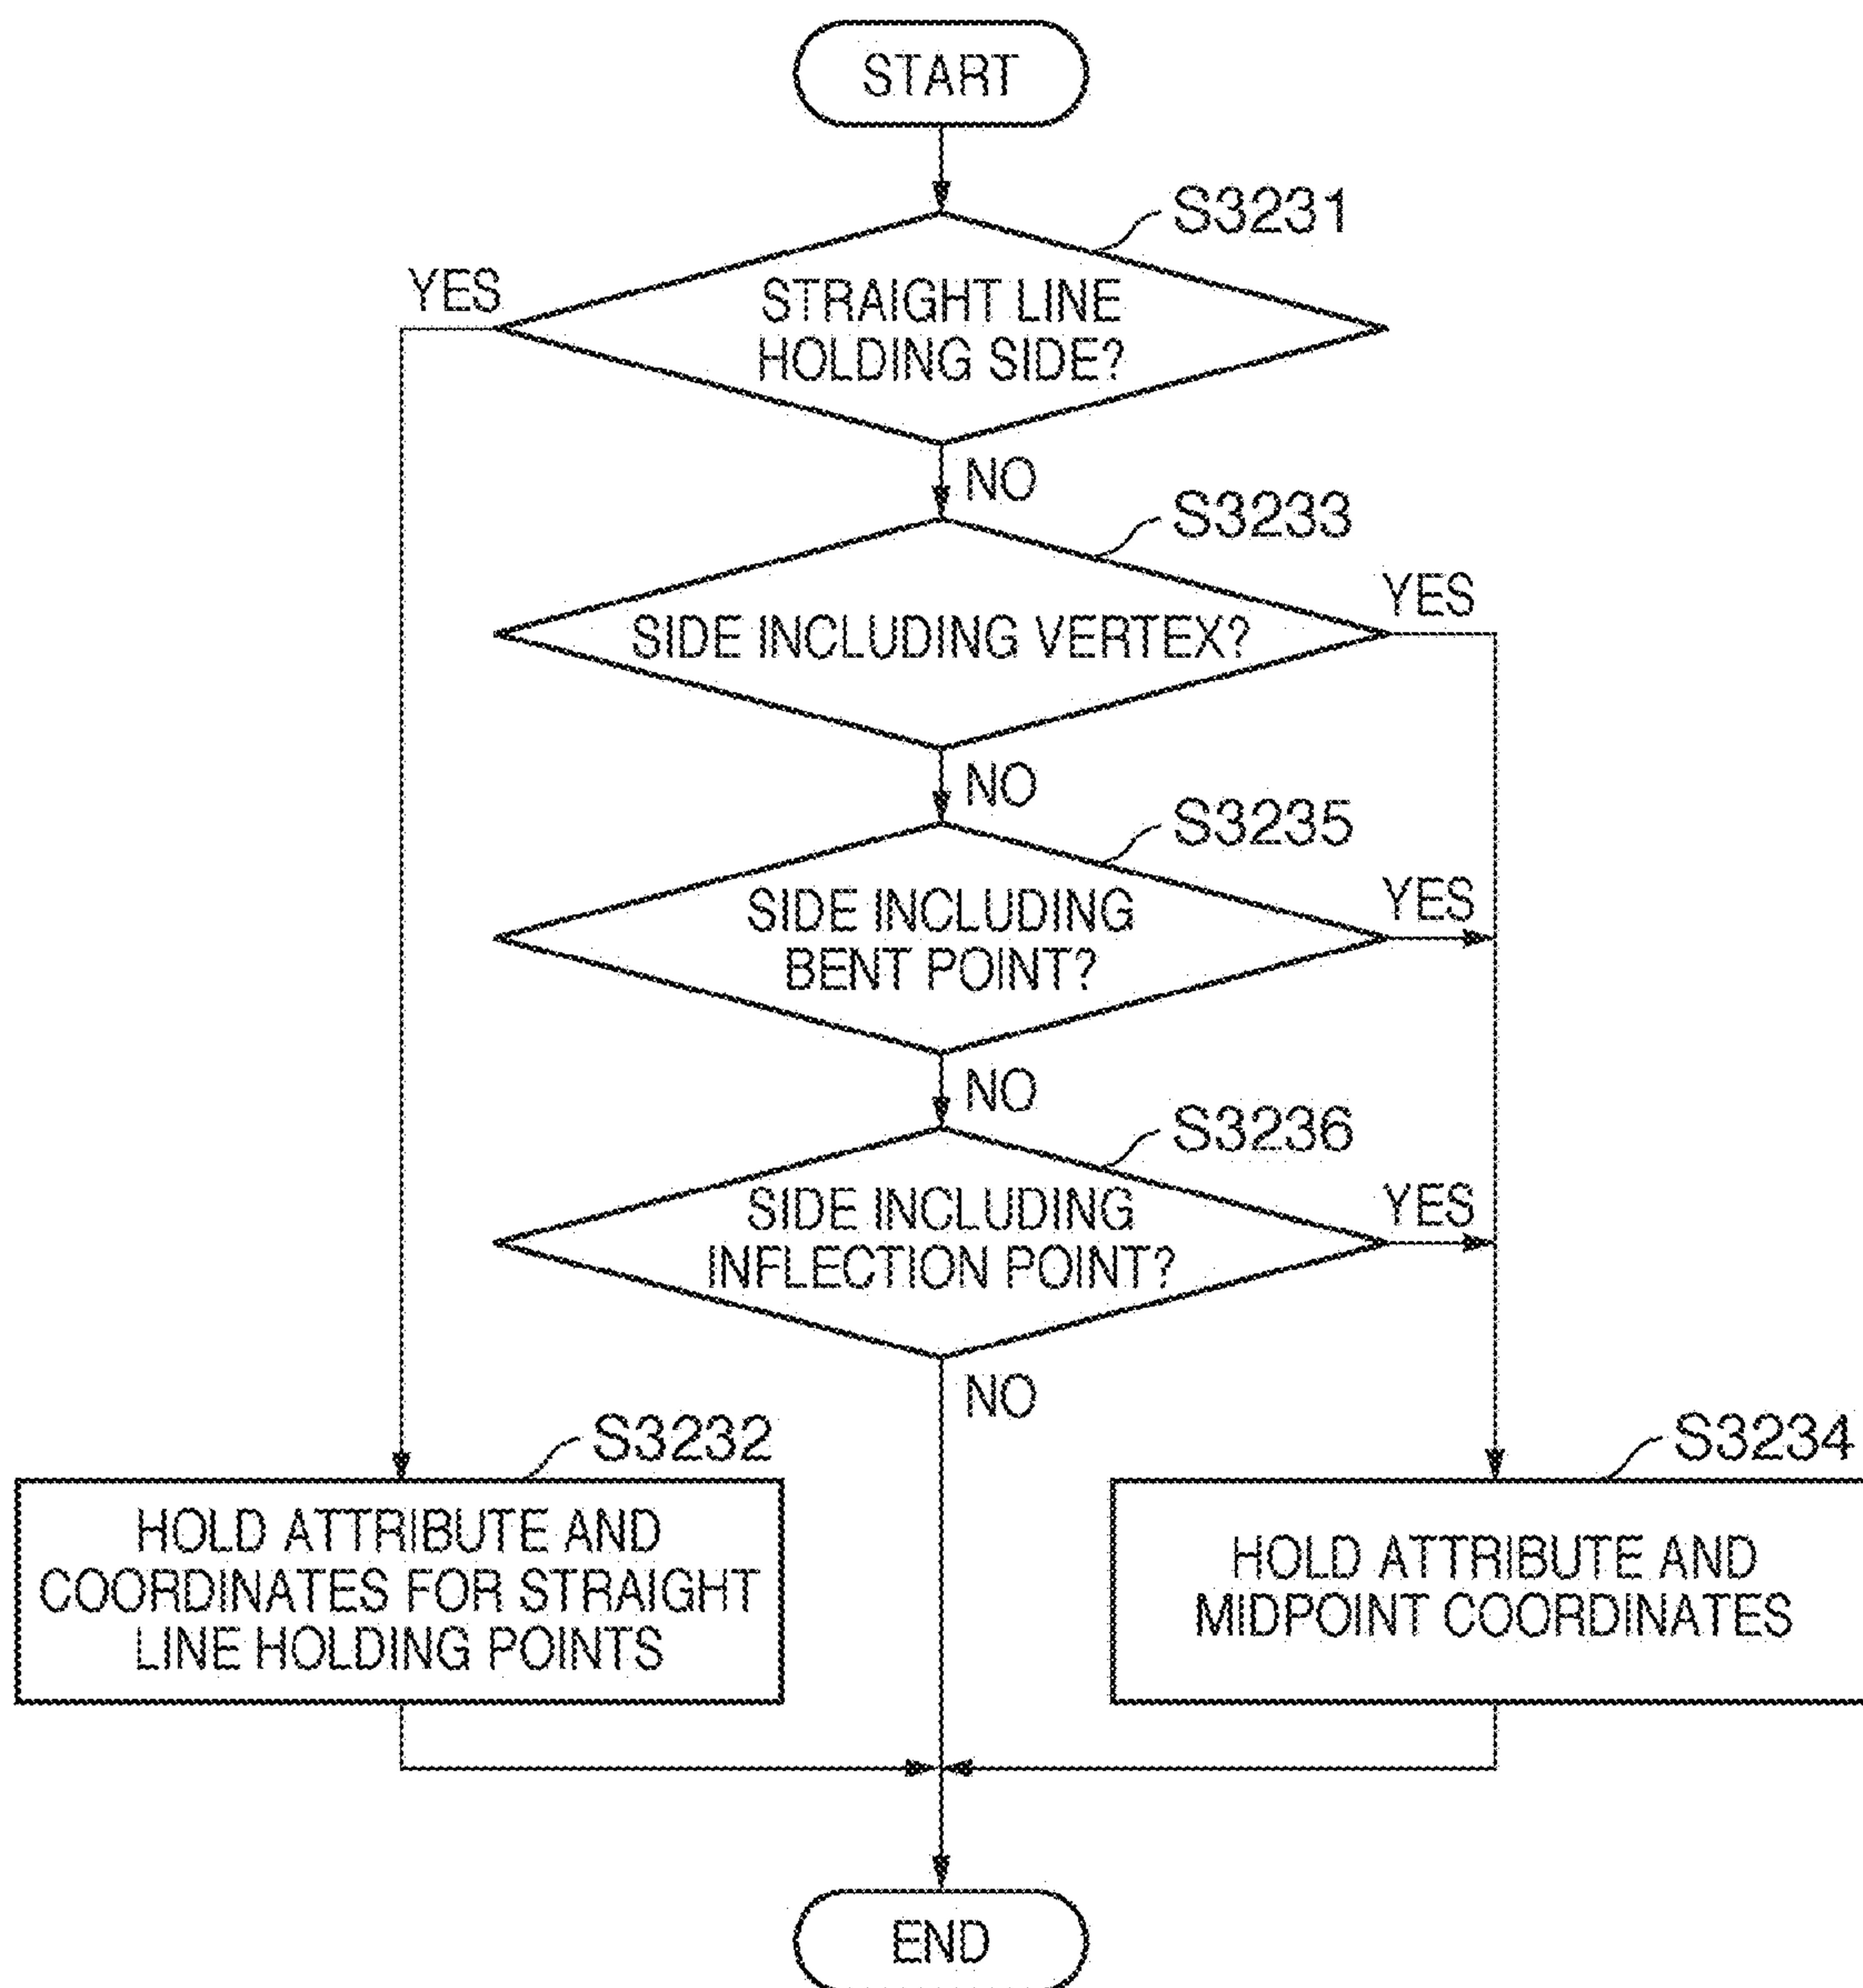 START
S3231
YES
STRAIGHT LINE
HOLDING SIDE?
NO
S3233
YES
SIDE INCLUDING VERTEX?
NO
S3235
YES
SIDE INCLUDING
BENT POINT?
NO
S3236
YES
SIDE INCLUDING
INFLECTION POINT?
NO
S3232
HOLD ATTRIBUTE AND
COORDINATES FOR STRAIGHT
LINE HOLDING POINTS
S3234
HOLD ATTRIBUTE AND
MIDPOINT COORDINATES
END